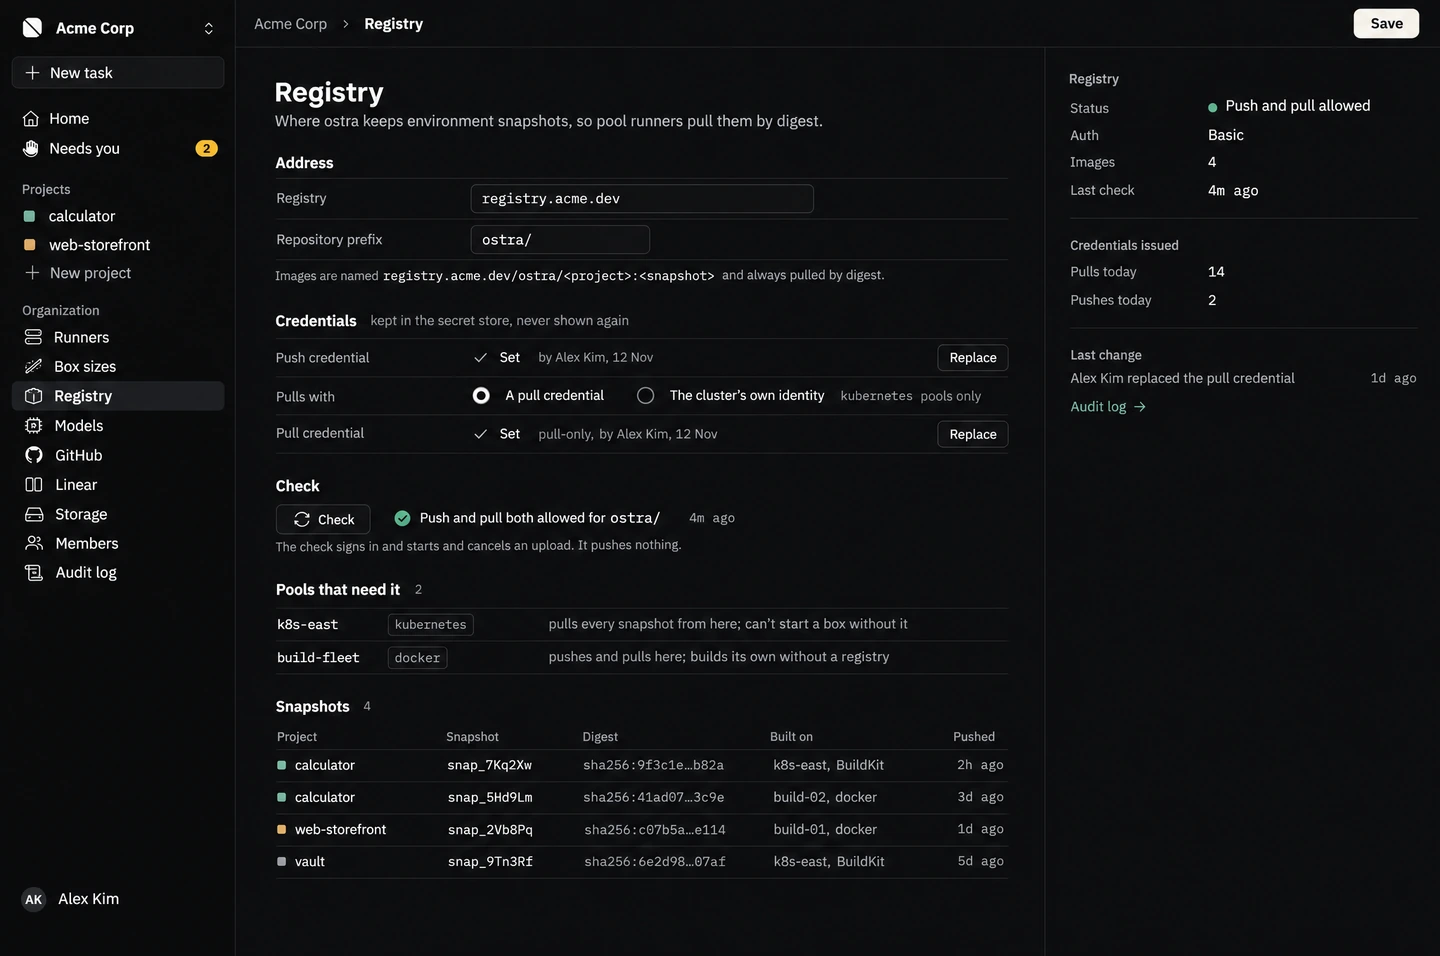 Acme Corp
New task
Home
Needs you 2
Projects
calculator
web-storefront
New project
Organization
Runners
Box sizes
Registry
Models
GitHub
Linear
Storage
Members
Audit log
AK Alex Kim
Acme Corp > Registry
Save
Registry
Where ostra keeps environment snapshots, so pool runners pull them by digest.
Address
Registry registry.acme.dev
Repository prefix ostra/
Images are named registry.acme.dev/ostra/<project>:<snapshot> and always pulled by digest.
Credentials kept in the secret store, never shown again
Push credential Set by Alex Kim, 12 Nov Replace
Pulls with A pull credential The cluster's own identity kubernetes pools only
Pull credential Set pull-only, by Alex Kim, 12 Nov Replace
Check
Check Push and pull both allowed for ostra/ 4m ago
The check signs in and starts and cancels an upload. It pushes nothing.
Pools that need it 2
k8s-east kubernetes pulls every snapshot from here; can't start a box without it
build-fleet docker pushes and pulls here; builds its own without a registry
Snapshots 4
Project Snapshot Digest Built on Pushed
calculator snap_7Kq2Xw sha256:9f3c1e…b82a k8s-east, BuildKit 2h ago
calculator snap_5Hd9Lm sha256:41ad07…3c9e build-02, docker 3d ago
web-storefront snap_2Vb8Pq sha256:c07b5a…e114 build-01, docker 1d ago
vault snap_9Tn3Rf sha256:6e2d98…07af k8s-east, BuildKit 5d ago
Registry
Status Push and pull allowed
Auth Basic
Images 4
Last check 4m ago
Credentials issued
Pulls today 14
Pushes today 2
Last change
Alex Kim replaced the pull credential 1d ago
Audit log →